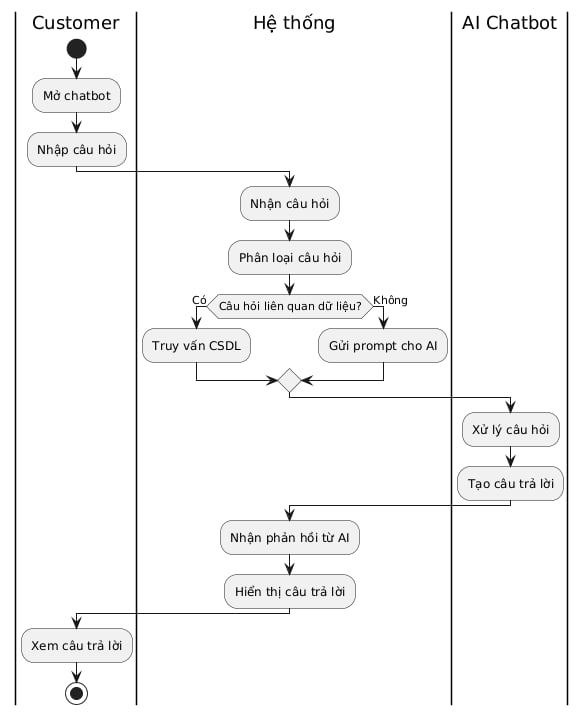 Customer
Hệ thống
AI Chatbot
Mở chatbot
Nhập câu hỏi
Nhận câu hỏi
Phân loại câu hỏi
Có
Câu hỏi liên quan dữ liệu?
Không
Truy vấn CSDL
Gửi prompt cho AI
Xử lý câu hỏi
Tạo câu trả lời
Nhận phản hồi từ AI
Hiển thị câu trả lời
Xem câu trả lời